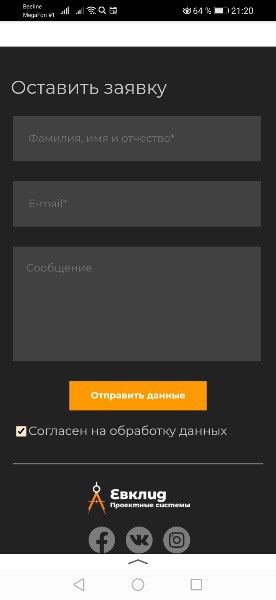 Beeline
MegaFon #1
64 %
21:20
Оставить заявку
Фамилия, имя и отчество*
E-mail*
Сообщение
Отправить данные
Согласен на обработку данных
Евклид
Проектные системы